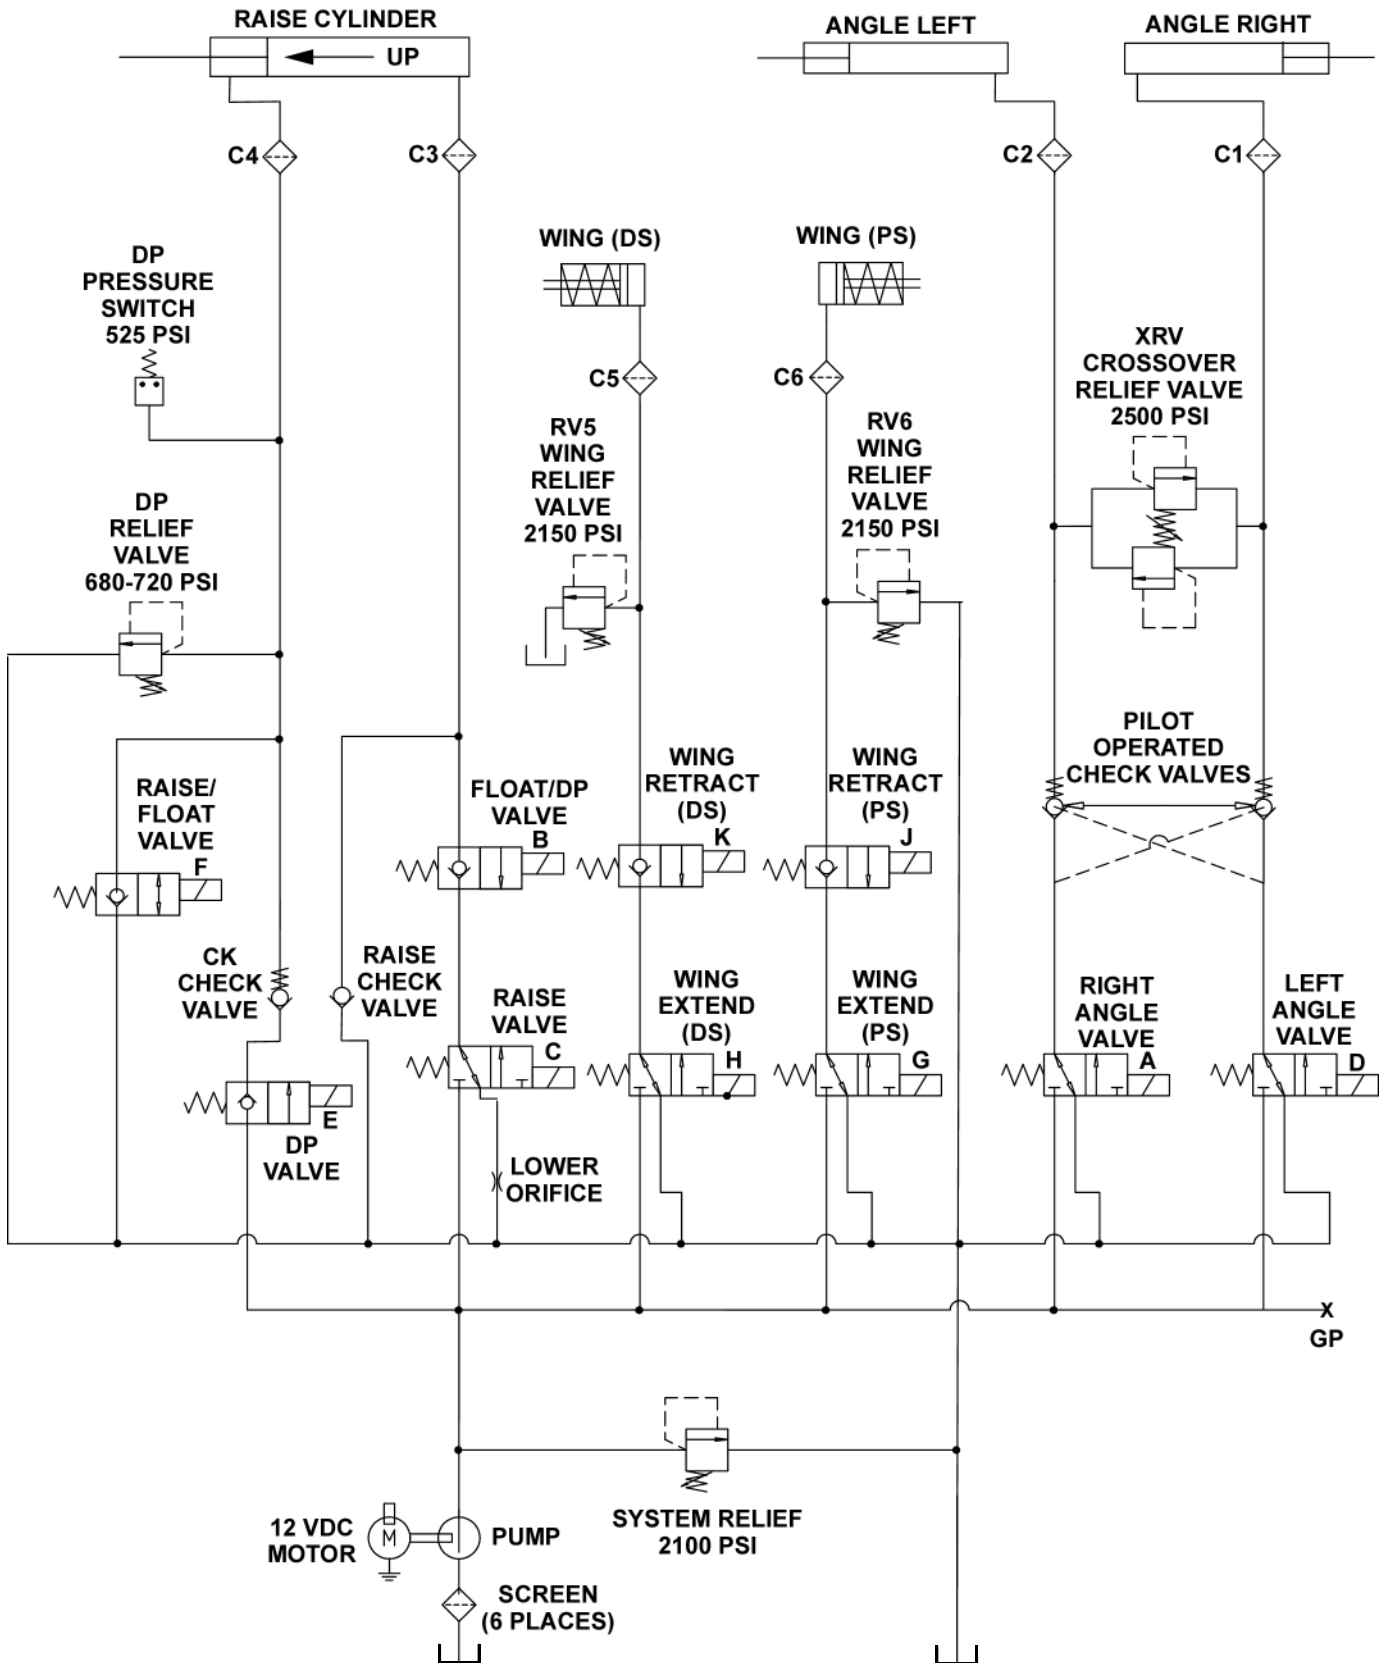 RAISE CYLINDER
UP
ANGLE LEFT
ANGLE RIGHT
C4
C3
C2
C1
DP
PRESSURE
SWITCH
525 PSI
WING (DS)
WING (PS)
C5
C6
XRV
CROSSOVER
RELIEF VALVE
2500 PSI
RV5
WING
RELIEF
VALVE
2150 PSI
RV6
WING
RELIEF
VALVE
2150 PSI
DP
RELIEF
VALVE
680-720 PSI
RAISE/
FLOAT
VALVE
F
FLOAT/DP
VALVE
B
WING
RETRACT
(DS)
K
WING
RETRACT
(PS)
J
PILOT
OPERATED
CHECK VALVES
CK
CHECK
VALVE
RAISE
CHECK
VALVE
RAISE
VALVE
C
WING
EXTEND
(DS)
H
WING
EXTEND
(PS)
G
RIGHT
ANGLE
VALVE
A
LEFT
ANGLE
VALVE
D
E
DP
VALVE
LOWER
ORIFICE
X
GP
SYSTEM RELIEF
2100 PSI
12 VDC
MOTOR
M
PUMP
SCREEN
(6 PLACES)